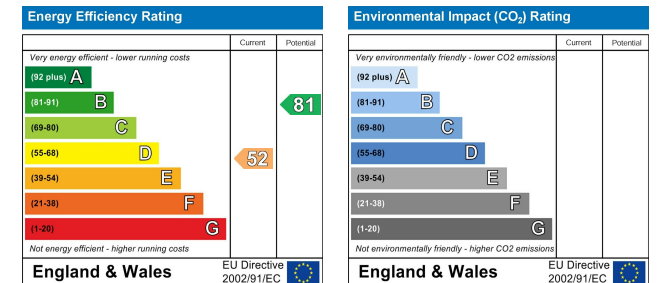 Energy Efficiency Rating
Current Potential
Very energy efficient - lower running costs
(92 plus) A
(81-91) B
81
(69-80) C
(55-68) D
52
(39-54) E
(21-38) F
(1-20) G
Not energy efficient - higher running costs
England & Wales
EU Directive
2002/91/EC
Environmental Impact (CO₂) Rating
Current Potential
Very environmentally friendly - lower CO2 emissions
(92 plus) A
(81-91) B
(69-80) C
(55-68) D
(39-54) E
(21-38) F
(1-20) G
Not environmentally friendly - higher CO2 emissions
England & Wales
EU Directive
2002/91/EC